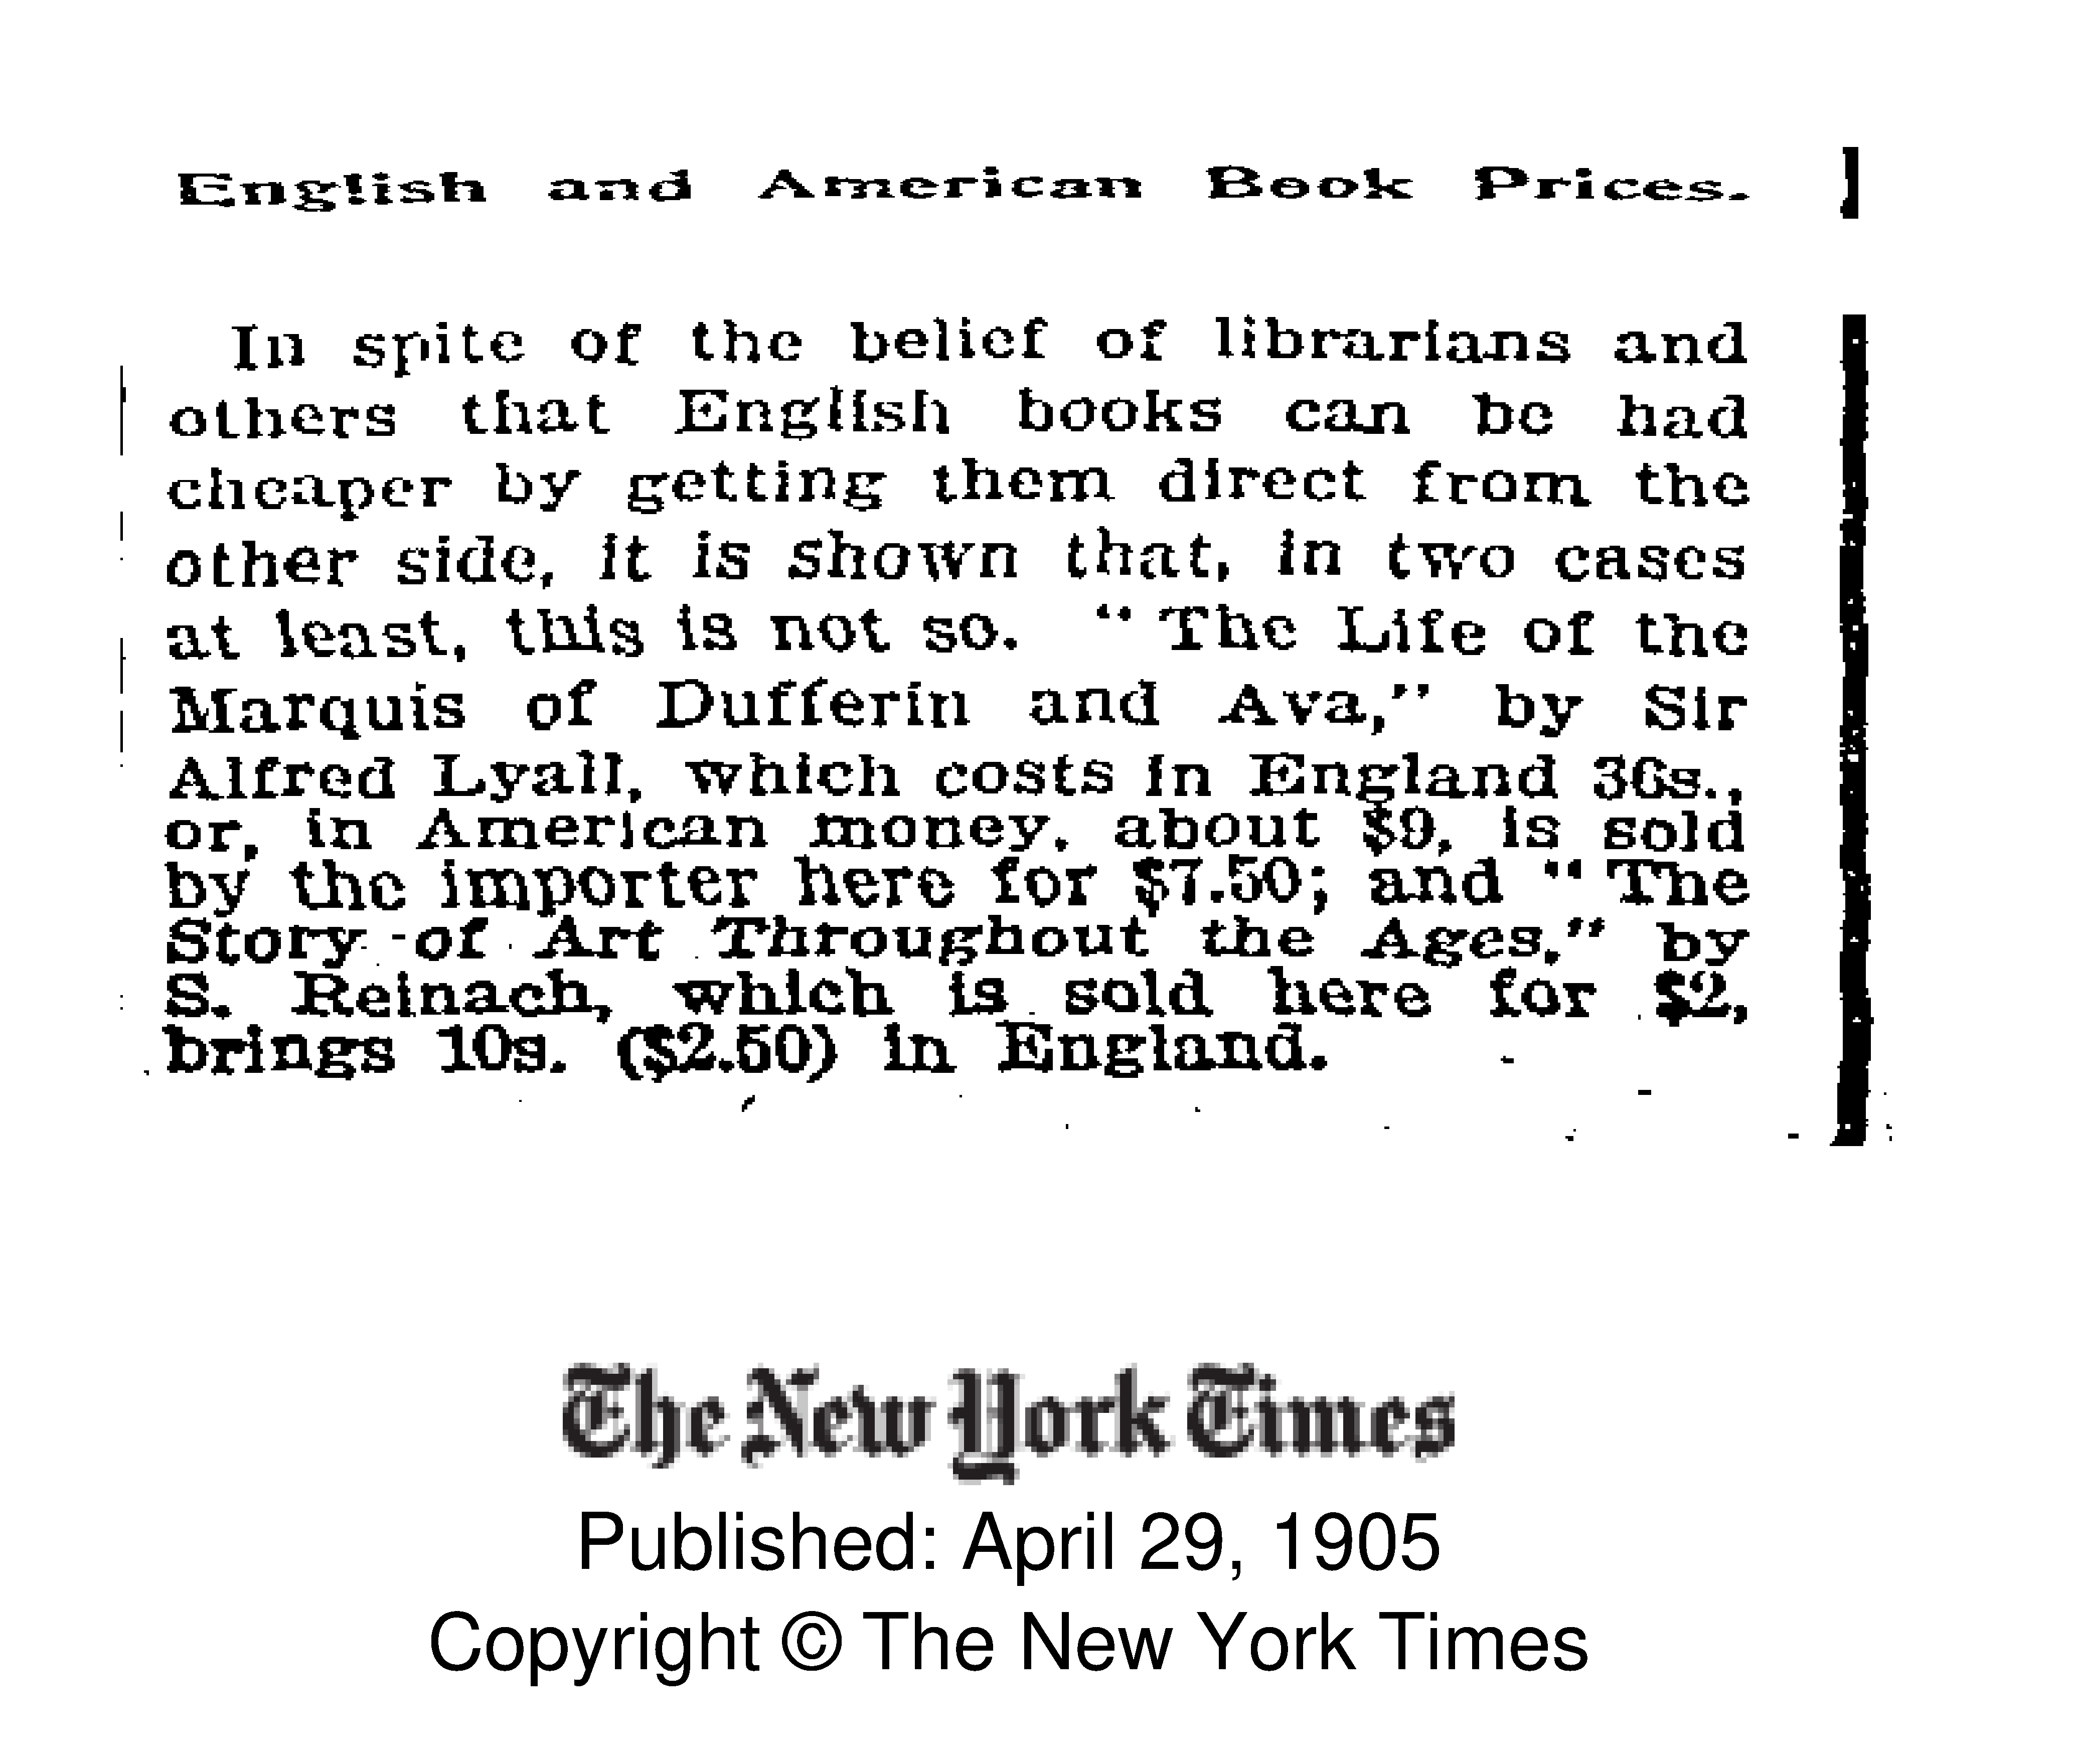 English and American Book Prices.
In spite of the belief of librarians and
others that English books can be had
cheaper by getting them direct from the
other side, it is shown that, in two cases
at least, this is not so. "The Life of the
Marquis of Dufferin and Ava," by Sir
Alfred Lyall, which costs in England 36s.,
or, in American money, about $9, is sold
by the importer here for $7.50; and "The
Story of Art Throughout the Ages," by
S. Reinach, which is sold here for $2,
brings 10s. ($2.50) in England.
The New York Times
Published: April 29, 1905
Copyright © The New York Times